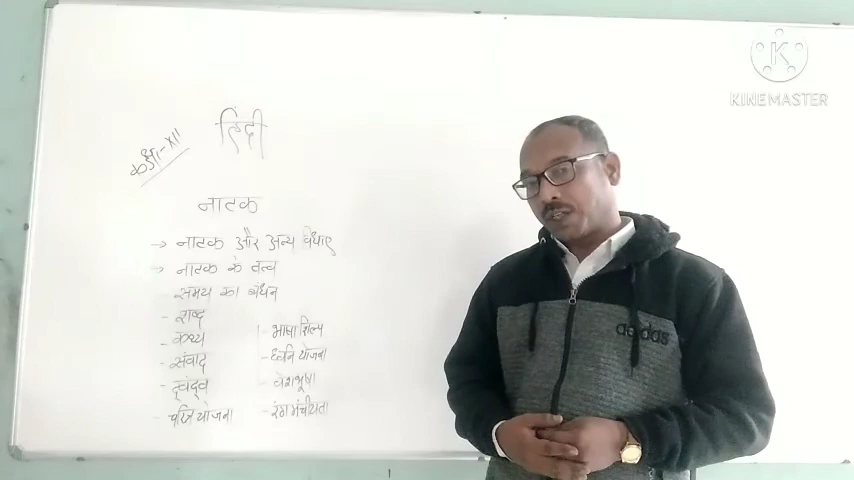 हिंदी
कक्षा-XII
नाटक
→ नाटक और अन्य विधाए
→ नाटक के तत्व
- समय का बंधन
- शब्द
- कथ्य
- संवाद
- द्वंद्व
- चरित्र योजना
- भाषा शिल्प
- ध्वनि योजना
- वेशभूषा
- रंग मंचीयता
adidas
KINEMASTER